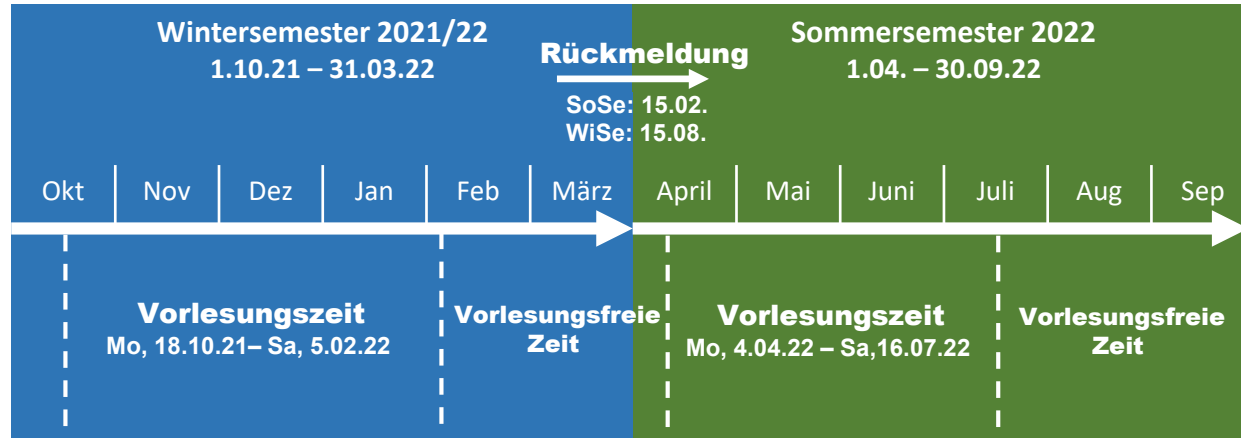 Wintersemester 2021/22
1.10.21 – 31.03.22
Rückmeldung
SoSe: 15.02.
WiSe: 15.08.
Sommersemester 2022
1.04. – 30.09.22
Okt Nov Dez Jan Feb März April Mai Juni Juli Aug Sep
Vorlesungszeit
Mo, 18.10.21– Sa, 5.02.22
Vorlesungsfreie
Zeit
Vorlesungszeit
Mo, 4.04.22 – Sa,16.07.22
Vorlesungsfreie
Zeit